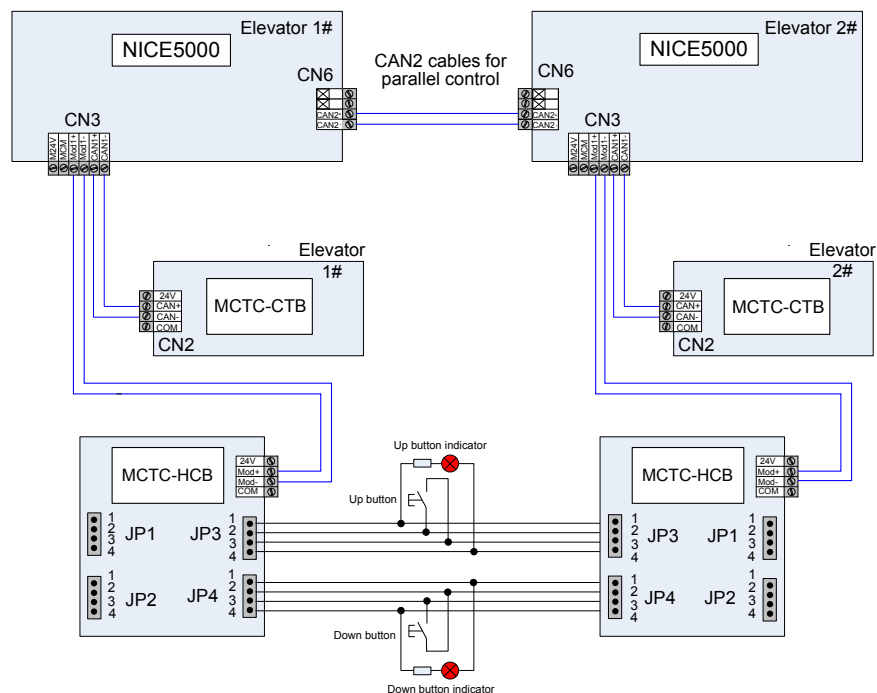 Elevator 1#
NICE5000
CN6
CAN2+
CAN2-
CN3
M24V
MCM
Mod1+
Mod1-
CAN1+
CAN1-
CAN2 cables for
parallel control
Elevator 2#
NICE5000
CN6
CAN2+
CAN2-
CN3
M24V
MCM
Mod1+
Mod1-
CAN1+
CAN1-
Elevator
1#
MCTC-CTB
24V
CAN+
CAN-
COM
CN2
Elevator
2#
MCTC-CTB
24V
CAN+
CAN-
COM
CN2
MCTC-HCB
24V
Mod+
Mod-
COM
JP1
1
2
3
4
JP3
1
2
3
4
JP2
1
2
3
4
JP4
1
2
3
4
Up button indicator
Up button
Down button
Down button indicator
MCTC-HCB
24V
Mod+
Mod-
COM
1
2
3
4
JP3
JP1
1
2
3
4
1
2
3
4
JP4
JP2
1
2
3
4